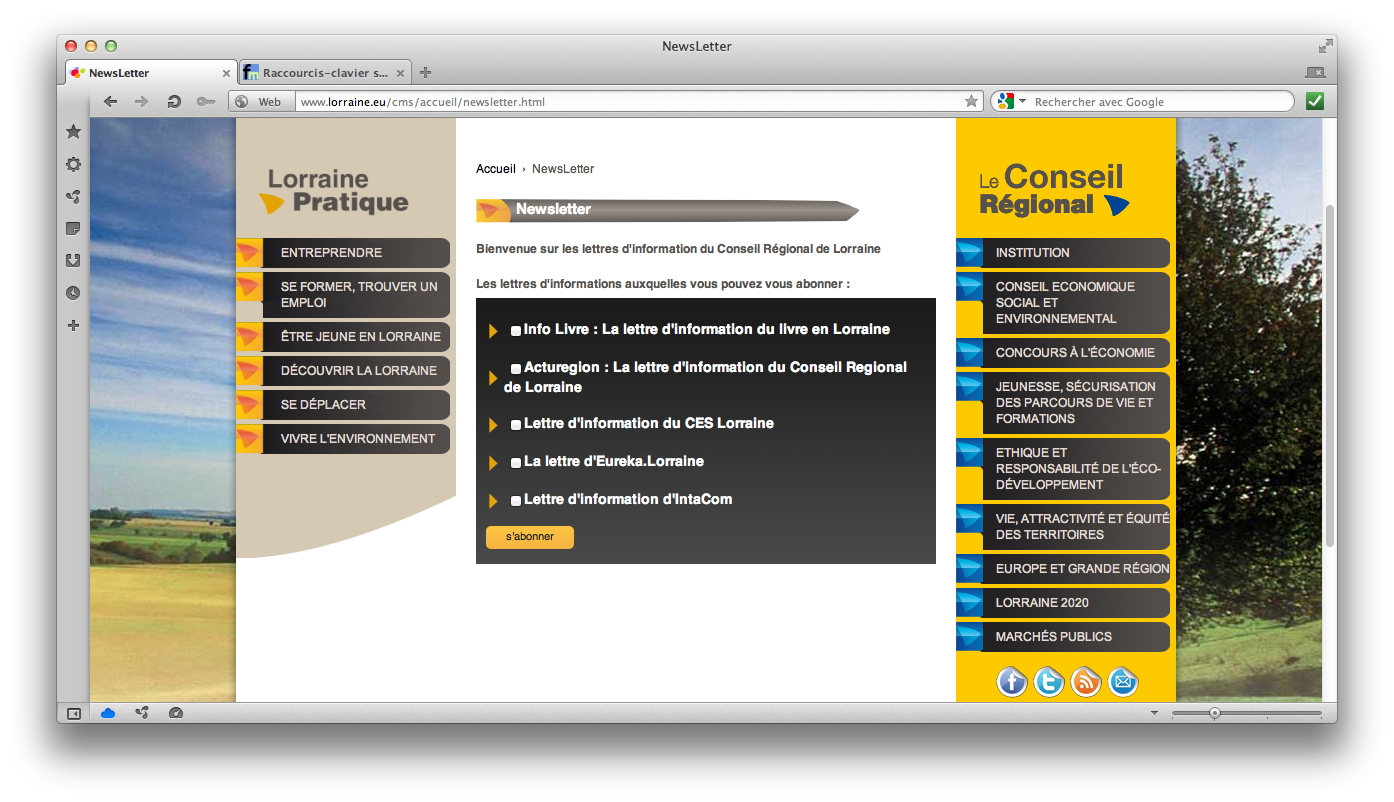 NewsLetter
NewsLetter
Raccourcis-clavier s...
Web
www.lorraine.eu/cms/accueil/newsletter.html
Rechercher avec Google
Lorraine
Pratique
ENTREPRENDRE
SE FORMER, TROUVER UN
EMPLOI
ÊTRE JEUNE EN LORRAINE
DÉCOUVRIR LA LORRAINE
SE DÉPLACER
VIVRE L'ENVIRONNEMENT
Accueil › NewsLetter
Newsletter
Bienvenue sur les lettres d'information du Conseil Régional de Lorraine
Les lettres d'informations auxquelles vous pouvez vous abonner :
Info Livre : La lettre d'information du livre en Lorraine
Acturegion : La lettre d'information du Conseil Regional
de Lorraine
Lettre d'information du CES Lorraine
La lettre d'Eureka.Lorraine
Lettre d'information d'IntaCom
s'abonner
Le Conseil
Régional
INSTITUTION
CONSEIL ECONOMIQUE
SOCIAL ET
ENVIRONNEMENTAL
CONCOURS À L'ÉCONOMIE
JEUNESSE, SÉCURISATION
DES PARCOURS DE VIE ET
FORMATIONS
ETHIQUE ET
RESPONSABILITÉ DE L'ÉCO-
DÉVELOPPEMENT
VIE, ATTRACTIVITÉ ET ÉQUITÉ
DES TERRITOIRES
EUROPE ET GRANDE RÉGION
LORRAINE 2020
MARCHÉS PUBLICS